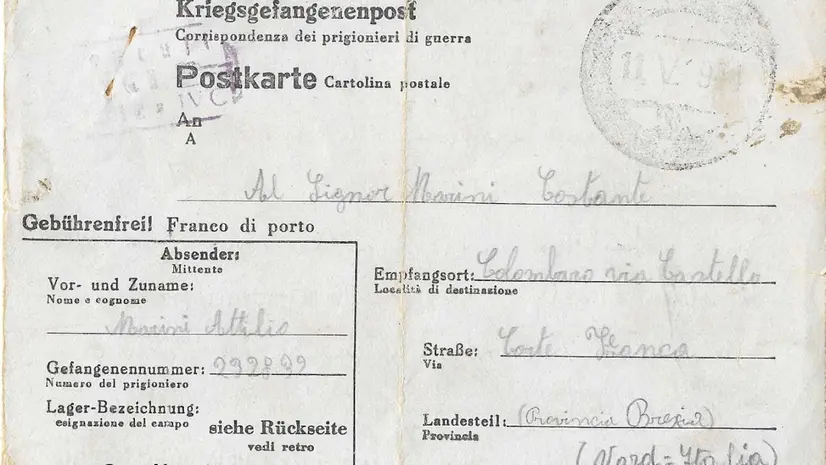 Kriegsgefangenenpost
Corrispondenza dei prigionieri di guerra
Postkarte Cartolina postale
An
A
Al Signor Marini Costante
Gebührenfrei! Franco di porto
Absender:
Mittente
Vor- und Zuname:
Nome e cognome
Marini Attilio
Gefangenennummer: 232899
Numero del prigioniero
Lager-Bezeichnung:
esignazione del campo
siehe Rückseite
vedi retro
Empfangsort: Colombaro via Castello
Località di destinazione
Straße: Corte Franca
Via
Landesteil: (Provincia Brescia)
Provincia
(Nord=Italia)